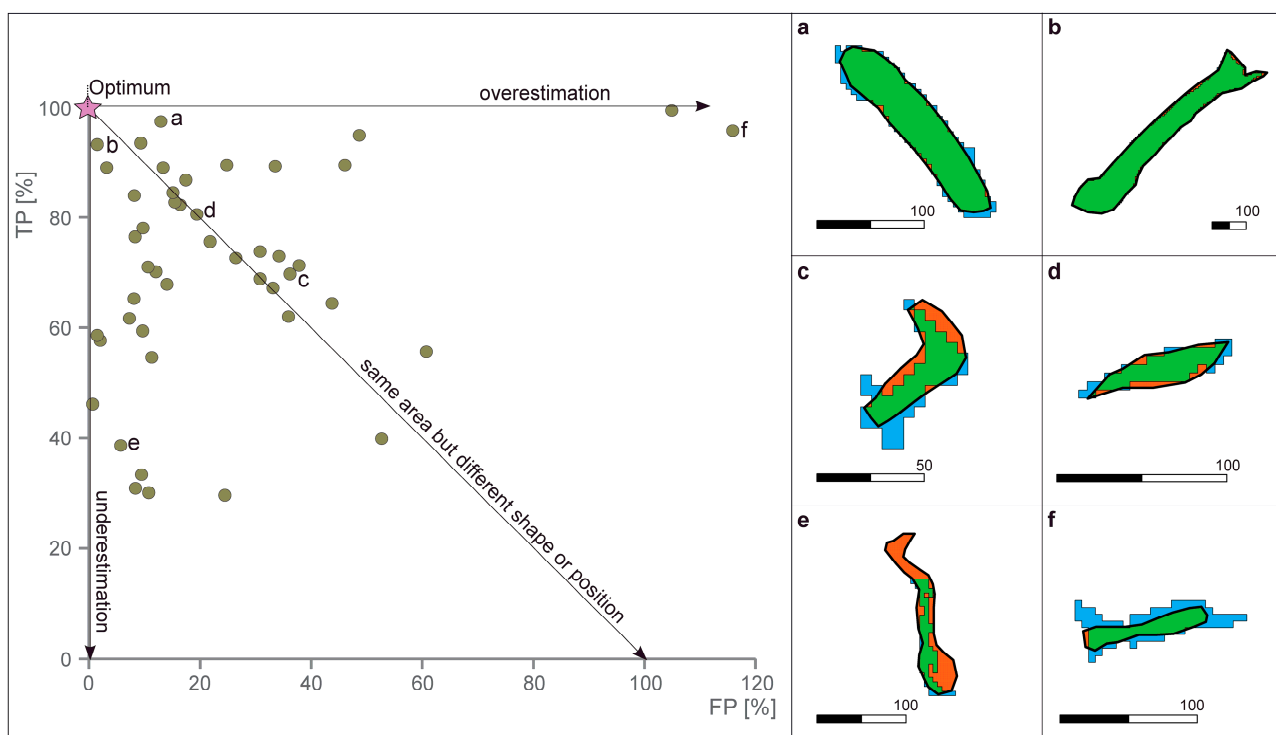 Optimum
overestimation
TP [%]
100
80
60
40
20
0
a
b
f
d
c
e
same area but different shape or position
underestimation
0
20
40
60
80
100
120
FP [%]
a
100
b
100
c
50
d
100
e
100
f
100